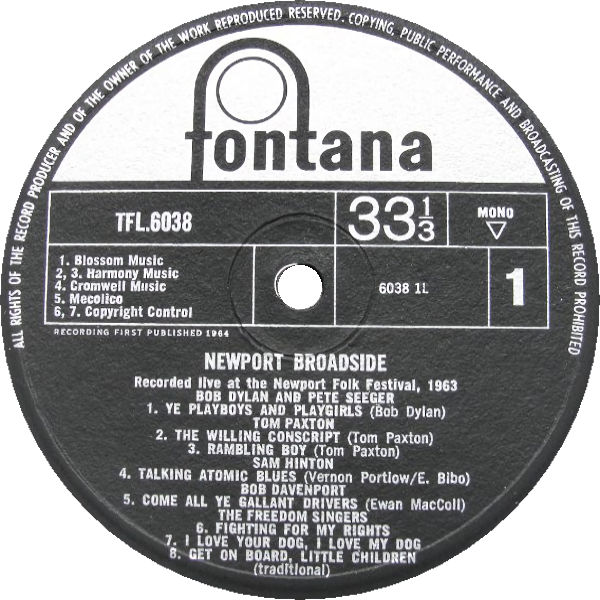 ALL RIGHTS OF THE RECORD PRODUCER AND OF THE OWNER OF THE WORK REPRODUCED RESERVED. COPYING, PUBLIC PERFORMANCE AND BROADCASTING OF THIS RECORD PROHIBITED
fontana
TFL.6038
33 1/3
MONO
1. Blossom Music
2, 3. Harmony Music
4. Cromwell Music
5. Mecolico
6, 7. Copyright Control
6038 1L
1
RECORDING FIRST PUBLISHED 1964
NEWPORT BROADSIDE
Recorded live at the Newport Folk Festival, 1963
BOB DYLAN AND PETE SEEGER
1. YE PLAYBOYS AND PLAYGIRLS (Bob Dylan)
TOM PAXTON
2. THE WILLING CONSCRIPT (Tom Paxton)
3. RAMBLING BOY (Tom Paxton)
SAM HINTON
4. TALKING ATOMIC BLUES (Vernon Portlow/E. Bibo)
BOB DAVENPORT
5. COME ALL YE GALLANT DRIVERS (Ewan MacColl)
THE FREEDOM SINGERS
6. FIGHTING FOR MY RIGHTS
7. I LOVE YOUR DOG, I LOVE MY DOG
8. GET ON BOARD, LITTLE CHILDREN
(traditional)